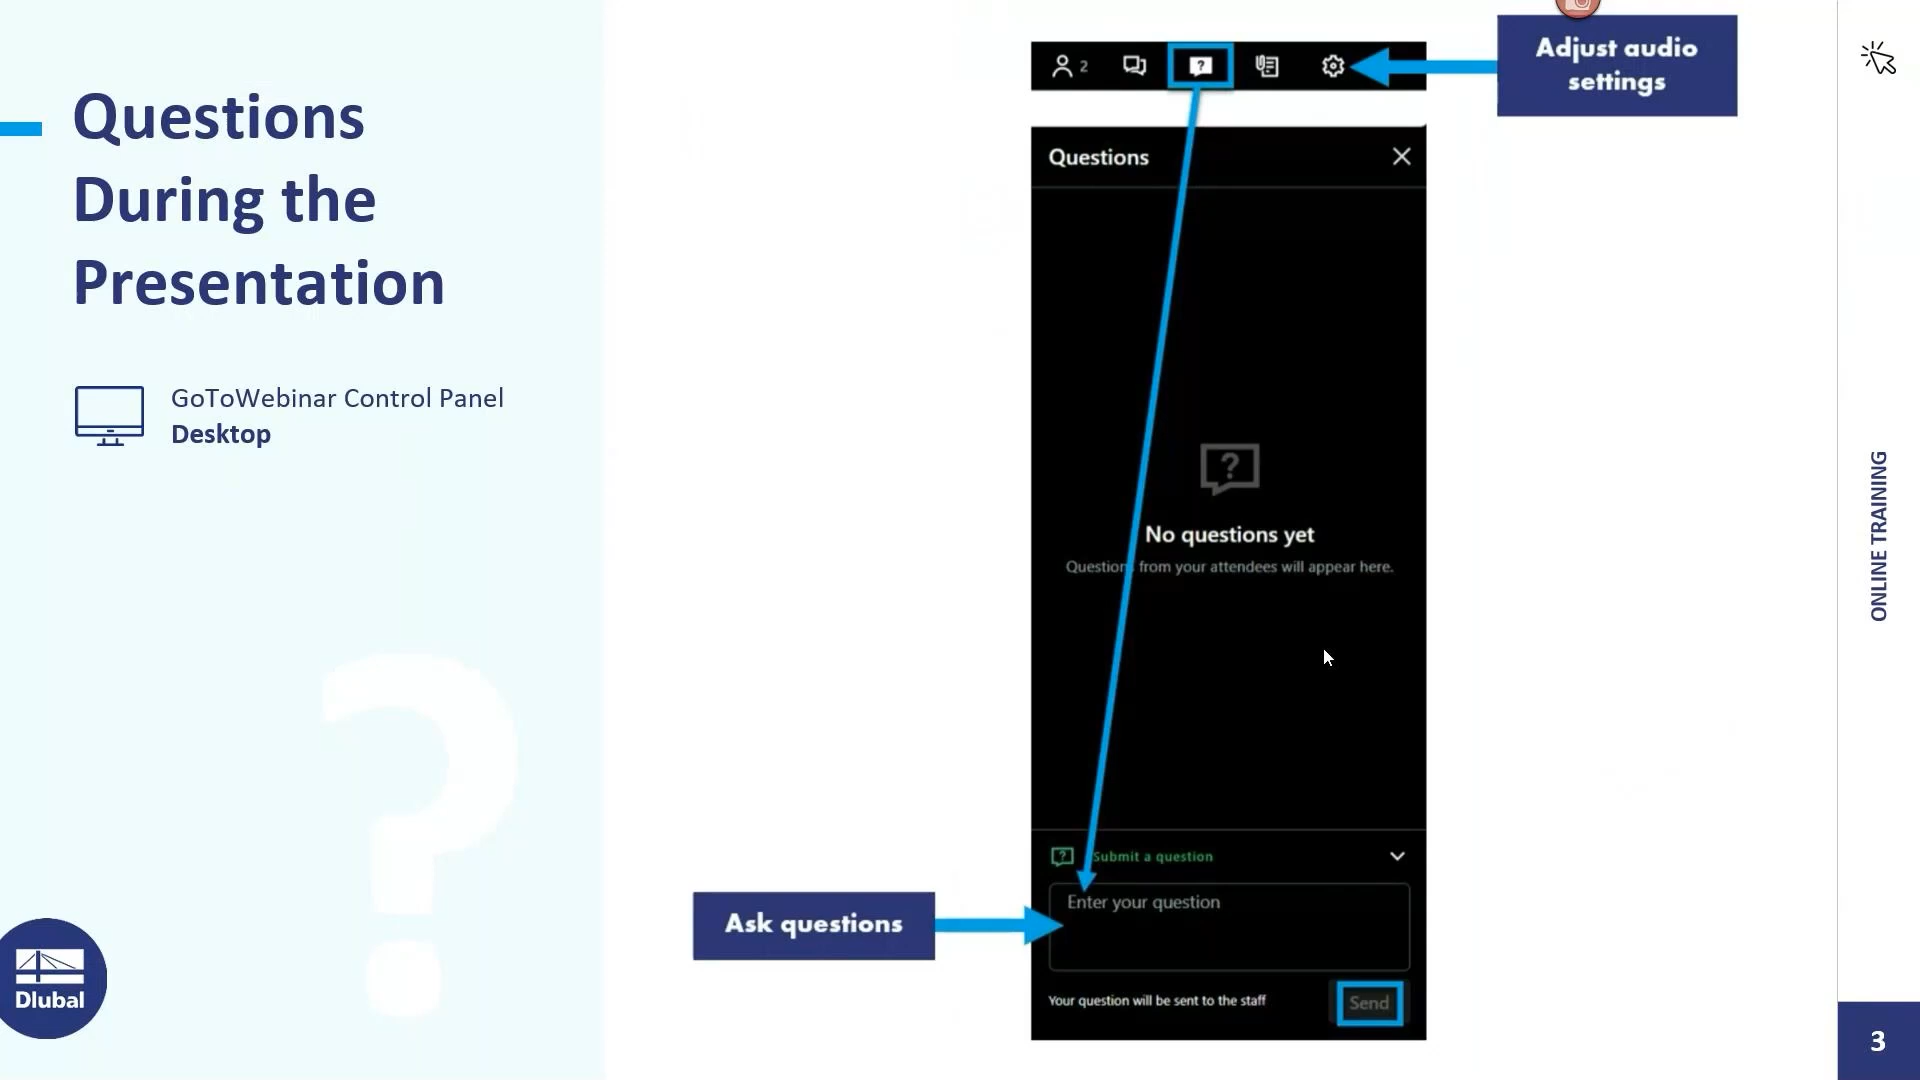 Questions
During the
Presentation
GoToWebinar Control Panel
Desktop
Dlubal
2
Adjust audio
settings
Questions
No questions yet
Questions from your attendees will appear here.
Submit a question
Enter your question
Ask questions
Your question will be sent to the staff
Send
ONLINE TRAINING
3